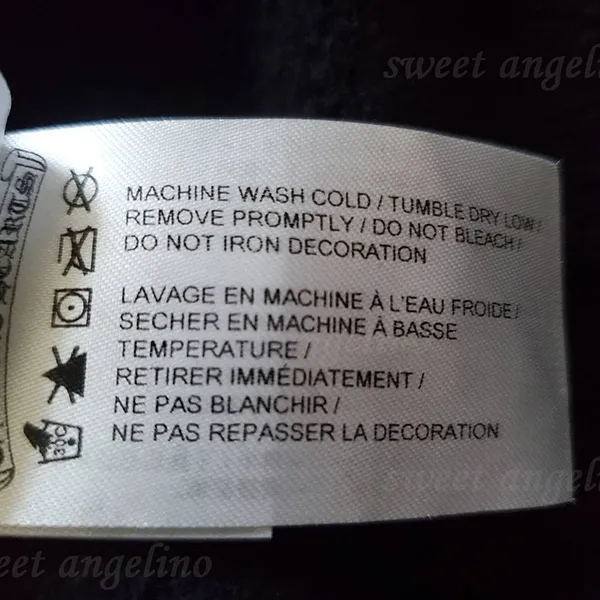 sweet angelino
MACHINE WASH COLD / TUMBLE DRY LOW /
REMOVE PROMPTLY / DO NOT BLEACH /
DO NOT IRON DECORATION
LAVAGE EN MACHINE À L'EAU FROIDE /
SECHER EN MACHINE À BASSE
TEMPERATURE /
RETIRER IMMÉDIATEMENT /
NE PAS BLANCHIR /
NE PAS REPASSER LA DECORATION
30C
sweet angelino
sweet angelino